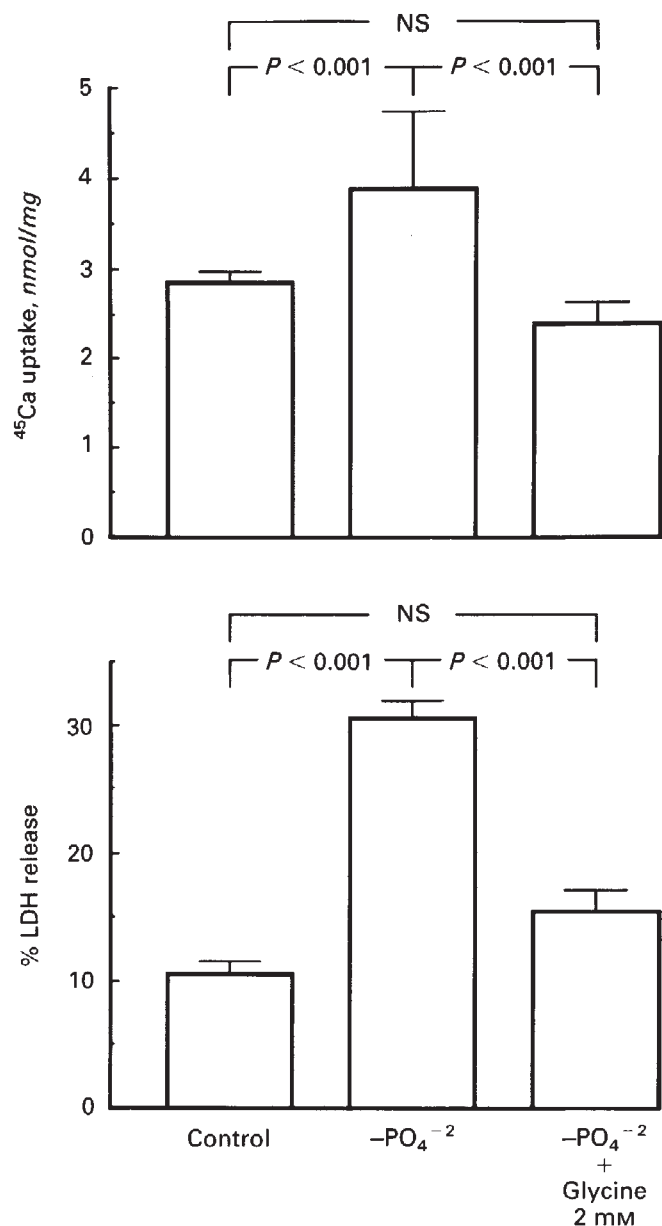 NS
P < 0.001 P < 0.001
5
4
3
2
1
0
⁴⁵Ca uptake, nmol/mg
NS
P < 0.001 P < 0.001
30
20
10
0
% LDH release
Control –PO₄⁻² –PO₄⁻²
+
Glycine
2 mM